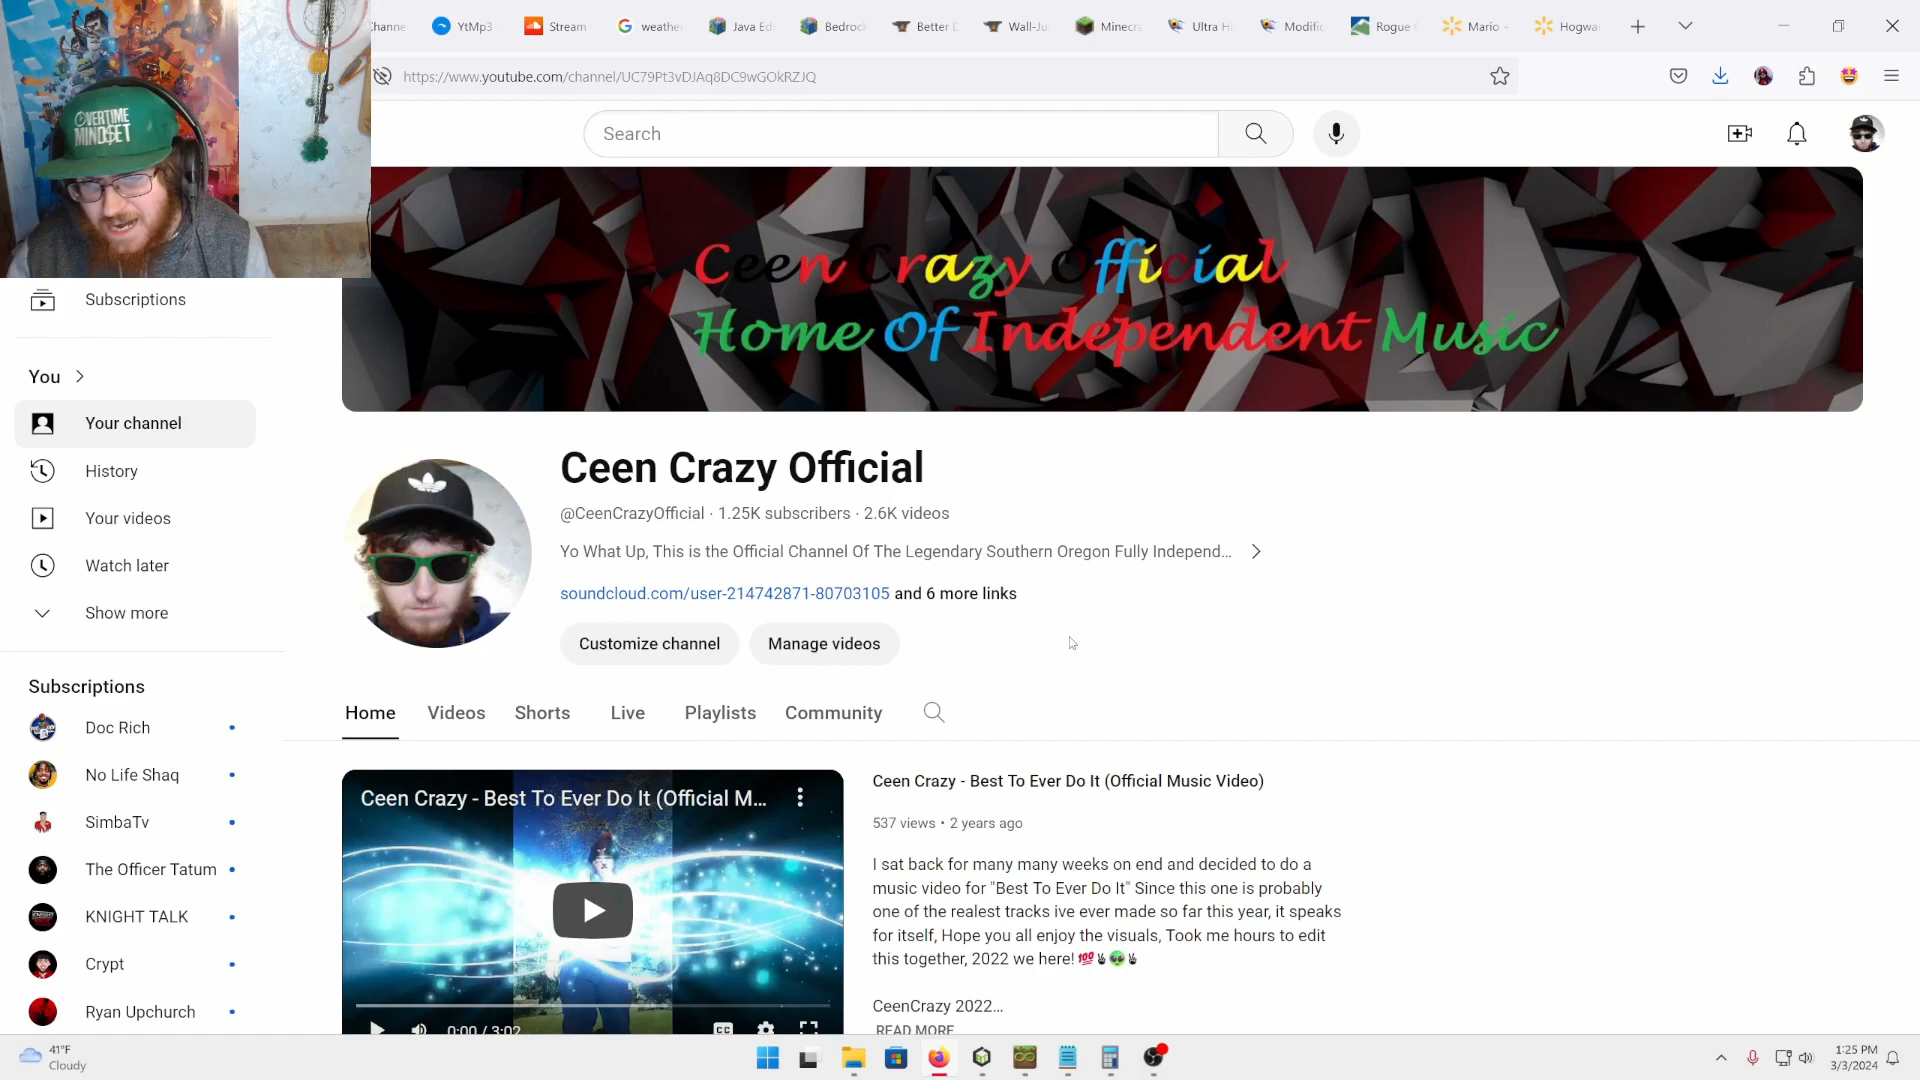 hanne
YtMp3
Stream
weather
Java Ed
Bedrock
Better D
Wall-Ju
Minecra
Ultra Hi
Modific
Rogue
Mario -
Hogwa
https://www.youtube.com/channel/UC79Pt3vDJAq8DC9wGOkRZJQ
OVERTIME
MINDSET
Search
Ceen Crazy Official
Home Of Independent Music
Subscriptions
You
Your channel
History
Your videos
Watch later
Show more
Subscriptions
Doc Rich
No Life Shaq
SimbaTv
The Officer Tatum
KNIGHT TALK
Crypt
Ryan Upchurch
Ceen Crazy Official
@CeenCrazyOfficial · 1.25K subscribers · 2.6K videos
Yo What Up, This is the Official Channel Of The Legendary Southern Oregon Fully Independ...
soundcloud.com/user-214742871-80703105 and 6 more links
Customize channel
Manage videos
Home
Videos
Shorts
Live
Playlists
Community
Ceen Crazy - Best To Ever Do It (Official M...
0:00 / 3:02
CC
Ceen Crazy - Best To Ever Do It (Official Music Video)
537 views • 2 years ago
I sat back for many many weeks on end and decided to do a
music video for "Best To Ever Do It" Since this one is probably
one of the realest tracks ive ever made so far this year, it speaks
for itself, Hope you all enjoy the visuals, Took me hours to edit
this together, 2022 we here! 💯✌👽✌
CeenCrazy 2022...
READ MORE
41°F
Cloudy
1:25 PM
3/3/2024